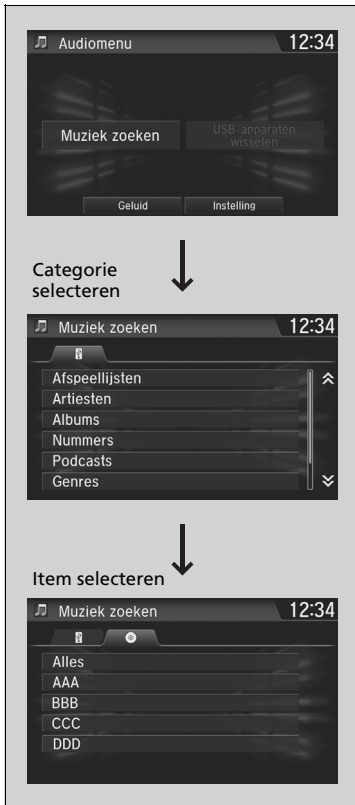 Audiomenu 12:34
Muziek zoeken
USB-apparaten
wisselen
Geluid Instelling
Categorie
selecteren
Muziek zoeken 12:34
Afspeellijsten
Artiesten
Albums
Nummers
Podcasts
Genres
Item selecteren
Muziek zoeken 12:34
Alles
AAA
BBB
CCC
DDD